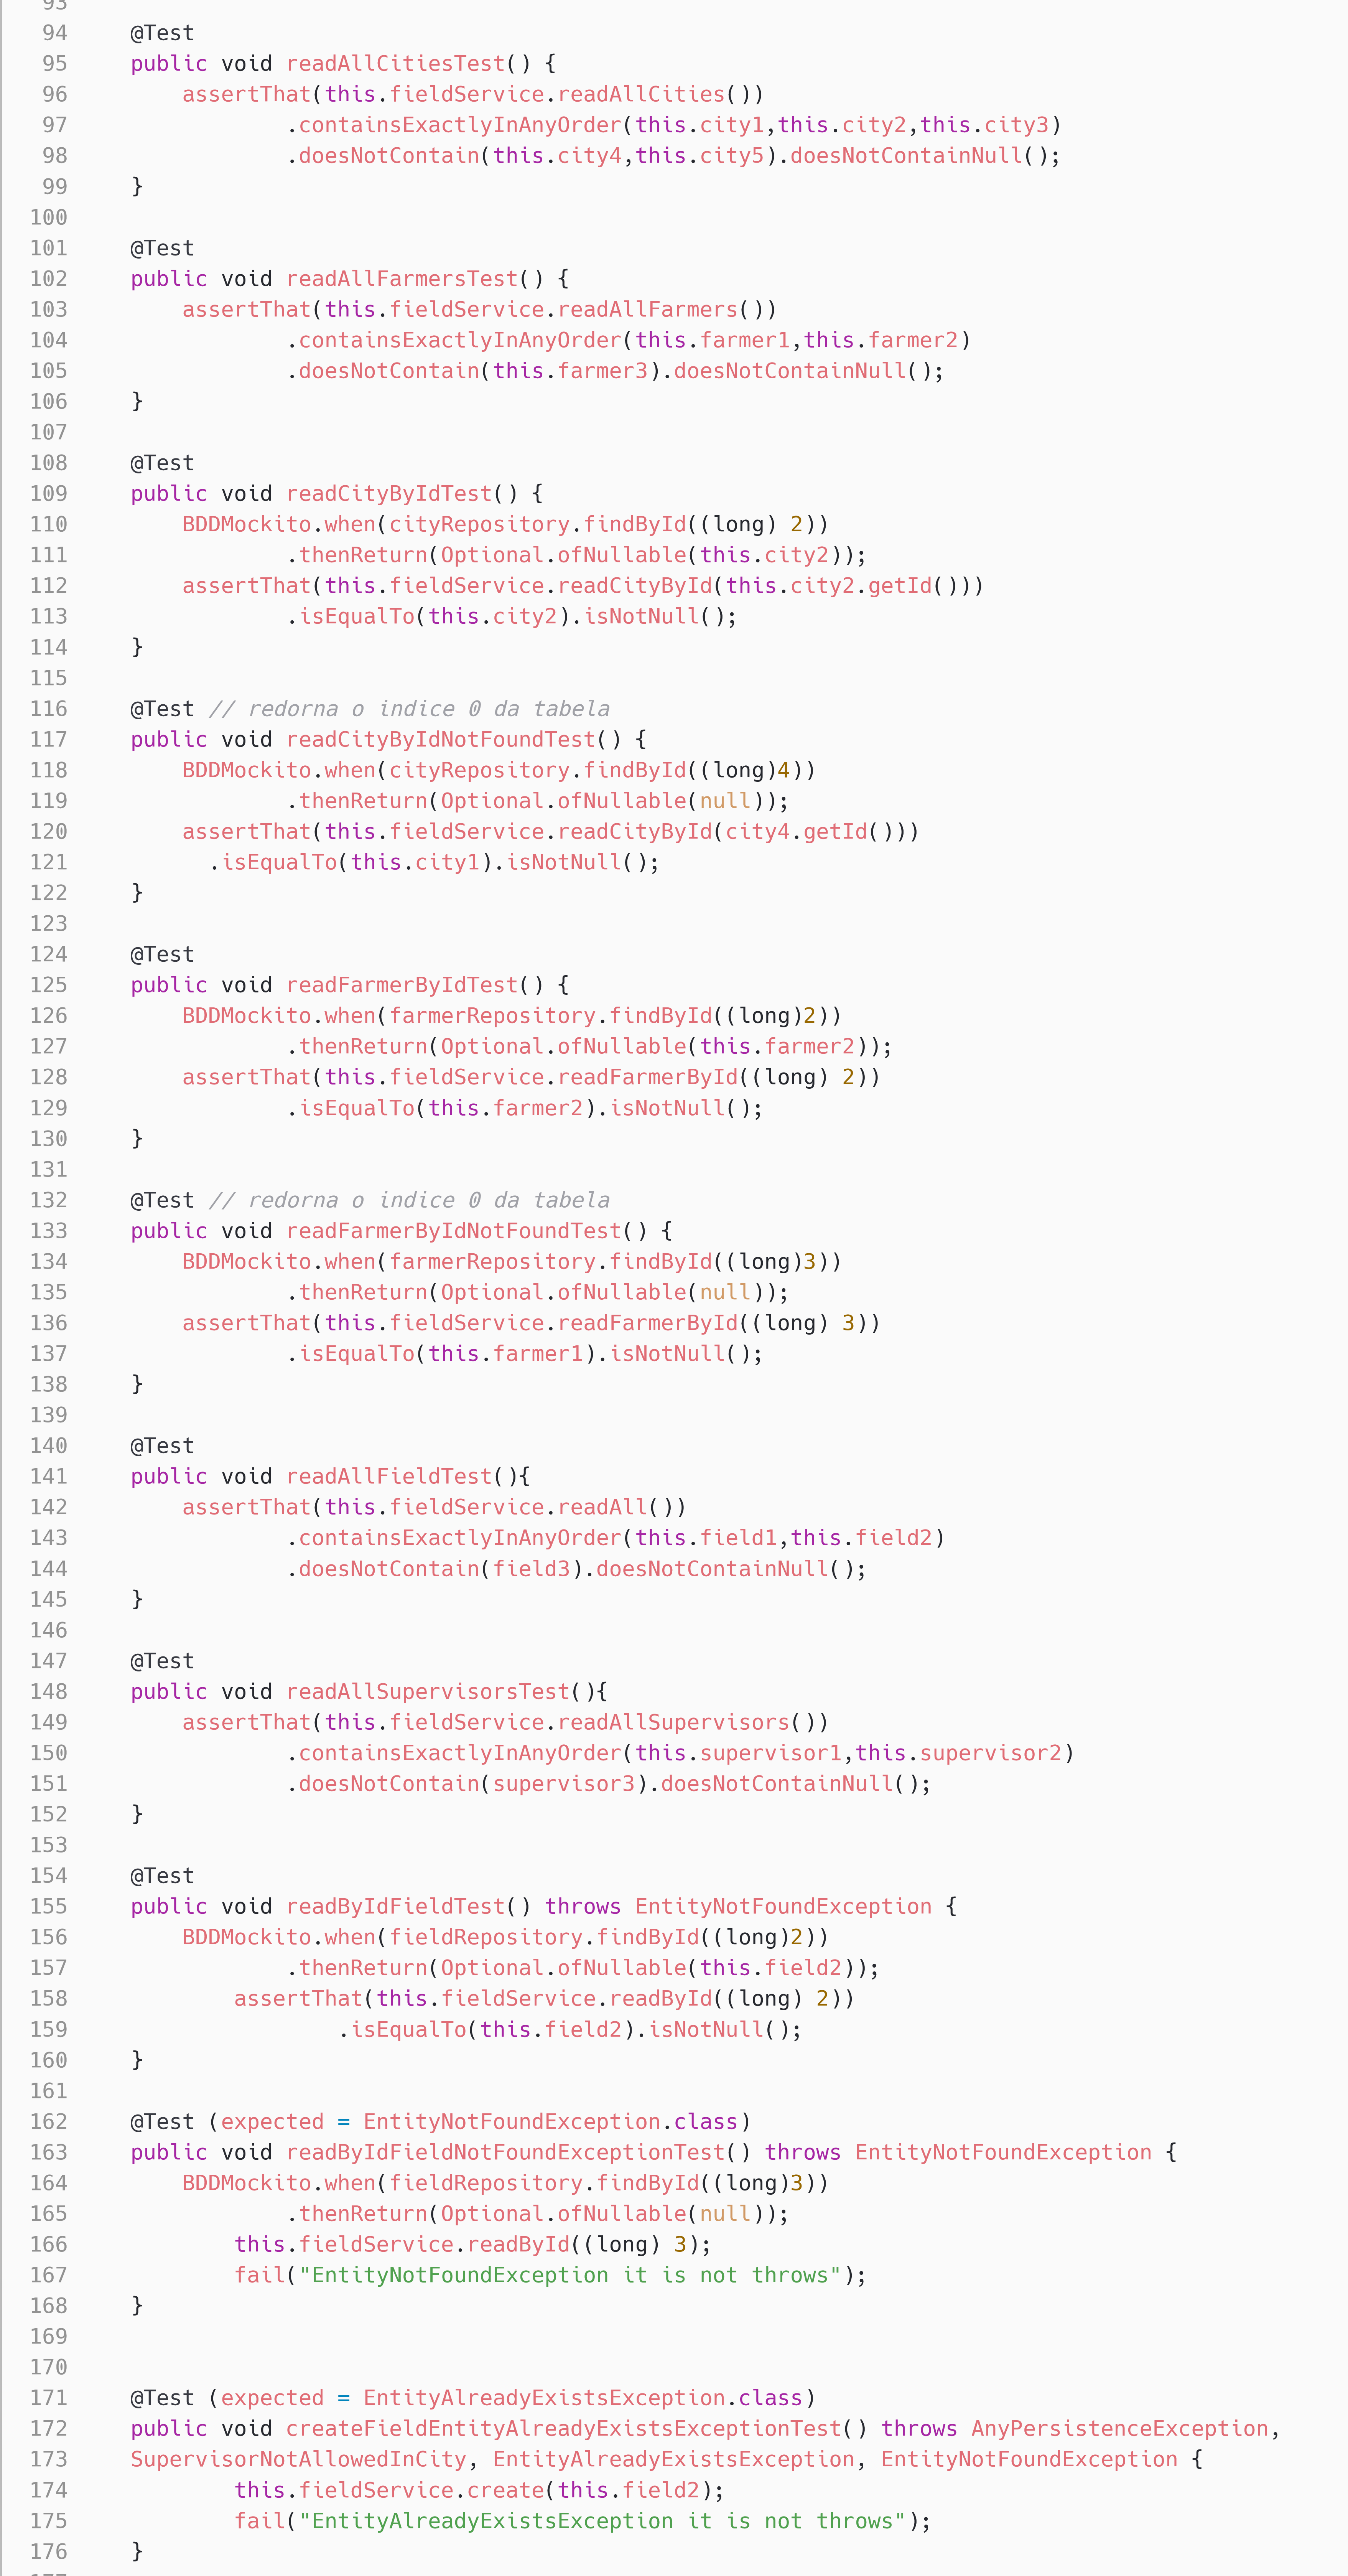 93
94 @Test
95 public void readAllCitiesTest() {
96 assertThat(this.fieldService.readAllCities())
97 .containsExactlyInAnyOrder(this.city1,this.city2,this.city3)
98 .doesNotContain(this.city4,this.city5).doesNotContainNull();
99 }
100
101 @Test
102 public void readAllFarmersTest() {
103 assertThat(this.fieldService.readAllFarmers())
104 .containsExactlyInAnyOrder(this.farmer1,this.farmer2)
105 .doesNotContain(this.farmer3).doesNotContainNull();
106 }
107
108 @Test
109 public void readCityByIdTest() {
110 BDDMockito.when(cityRepository.findById((long) 2))
111 .thenReturn(Optional.ofNullable(this.city2));
112 assertThat(this.fieldService.readCityById(this.city2.getId()))
113 .isEqualTo(this.city2).isNotNull();
114 }
115
116 @Test // redorna o indice 0 da tabela
117 public void readCityByIdNotFoundTest() {
118 BDDMockito.when(cityRepository.findById((long)4))
119 .thenReturn(Optional.ofNullable(null));
120 assertThat(this.fieldService.readCityById(city4.getId()))
121 .isEqualTo(this.city1).isNotNull();
122 }
123
124 @Test
125 public void readFarmerByIdTest() {
126 BDDMockito.when(farmerRepository.findById((long)2))
127 .thenReturn(Optional.ofNullable(this.farmer2));
128 assertThat(this.fieldService.readFarmerById((long) 2))
129 .isEqualTo(this.farmer2).isNotNull();
130 }
131
132 @Test // redorna o indice 0 da tabela
133 public void readFarmerByIdNotFoundTest() {
134 BDDMockito.when(farmerRepository.findById((long)3))
135 .thenReturn(Optional.ofNullable(null));
136 assertThat(this.fieldService.readFarmerById((long) 3))
137 .isEqualTo(this.farmer1).isNotNull();
138 }
139
140 @Test
141 public void readAllFieldTest(){
142 assertThat(this.fieldService.readAll())
143 .containsExactlyInAnyOrder(this.field1,this.field2)
144 .doesNotContain(field3).doesNotContainNull();
145 }
146
147 @Test
148 public void readAllSupervisorsTest(){
149 assertThat(this.fieldService.readAllSupervisors())
150 .containsExactlyInAnyOrder(this.supervisor1,this.supervisor2)
151 .doesNotContain(supervisor3).doesNotContainNull();
152 }
153
154 @Test
155 public void readByIdFieldTest() throws EntityNotFoundException {
156 BDDMockito.when(fieldRepository.findById((long)2))
157 .thenReturn(Optional.ofNullable(this.field2));
158 assertThat(this.fieldService.readById((long) 2))
159 .isEqualTo(this.field2).isNotNull();
160 }
161
162 @Test (expected = EntityNotFoundException.class)
163 public void readByIdFieldNotFoundExceptionTest() throws EntityNotFoundException {
164 BDDMockito.when(fieldRepository.findById((long)3))
165 .thenReturn(Optional.ofNullable(null));
166 this.fieldService.readById((long) 3);
167 fail("EntityNotFoundException it is not throws");
168 }
169
170
171 @Test (expected = EntityAlreadyExistsException.class)
172 public void createFieldEntityAlreadyExistsExceptionTest() throws AnyPersistenceException,
173 SupervisorNotAllowedInCity, EntityAlreadyExistsException, EntityNotFoundException {
174 this.fieldService.create(this.field2);
175 fail("EntityAlreadyExistsException it is not throws");
176 }